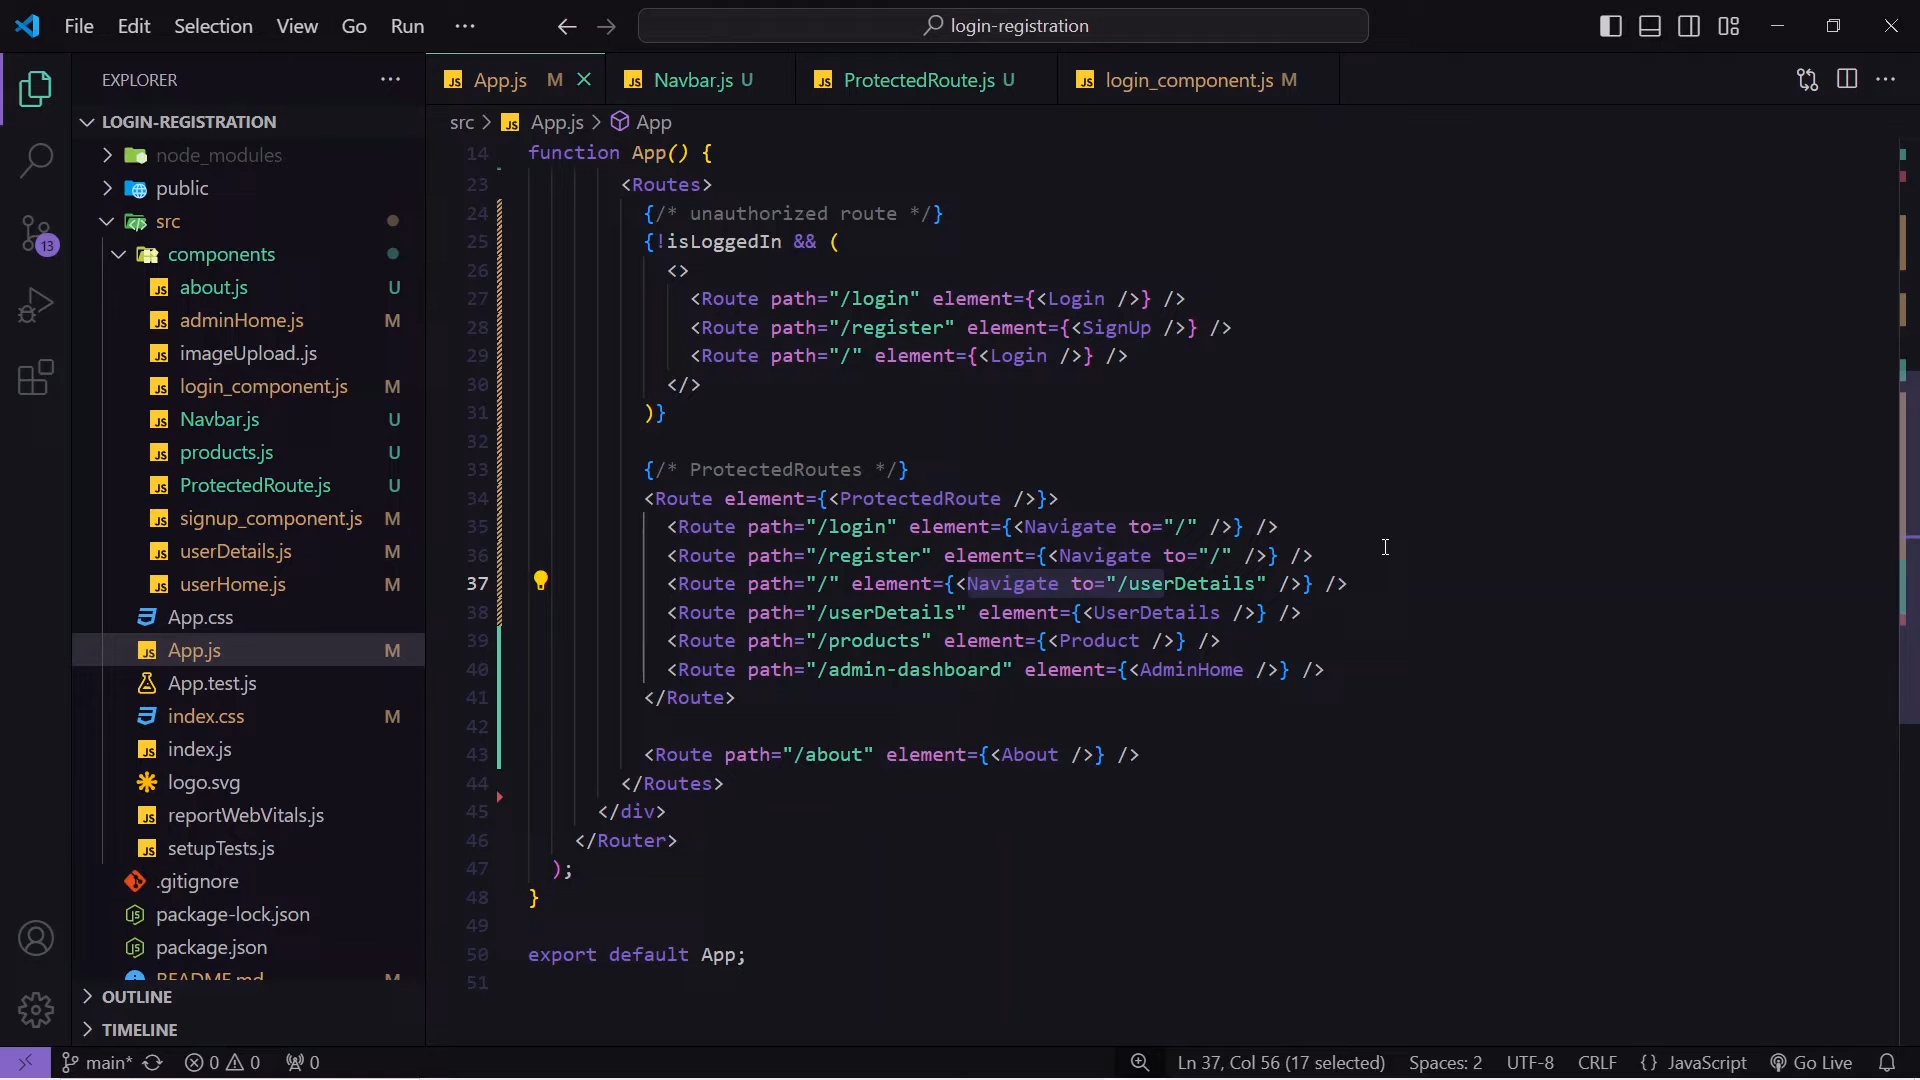 File Edit Selection View Go Run ···
login-registration
EXPLORER ···
App.js M
Navbar.js U
ProtectedRoute.js U
login_component.js M
src > App.js > App
LOGIN-REGISTRATION
node_modules
public
src
components
about.js U
adminHome.js M
imageUpload..js
login_component.js M
Navbar.js U
products.js U
ProtectedRoute.js U
signup_component.js M
userDetails.js M
userHome.js M
App.css
App.js M
App.test.js
index.css M
index.js
logo.svg
reportWebVitals.js
setupTests.js
.gitignore
package-lock.json
package.json
README.md M
OUTLINE
TIMELINE
13
14 function App() {
23 <Routes>
24 {/* unauthorized route */}
25 {!isLoggedIn && (
26 <>
27 <Route path="/login" element={<Login />} />
28 <Route path="/register" element={<SignUp />} />
29 <Route path="/" element={<Login />} />
30 </>
31 )}
32
33 {/* ProtectedRoutes */}
34 <Route element={<ProtectedRoute />}>
35 <Route path="/login" element={<Navigate to="/" />} />
36 <Route path="/register" element={<Navigate to="/" />} />
37 <Route path="/" element={<Navigate to="/userDetails" />} />
38 <Route path="/userDetails" element={<UserDetails />} />
39 <Route path="/products" element={<Product />} />
40 <Route path="/admin-dashboard" element={<AdminHome />} />
41 </Route>
42
43 <Route path="/about" element={<About />} />
44 </Routes>
45 </div>
46 </Router>
47 );
48 }
49
50 export default App;
51
main* 0 0 0
Ln 37, Col 56 (17 selected) Spaces: 2 UTF-8 CRLF {} JavaScript Go Live